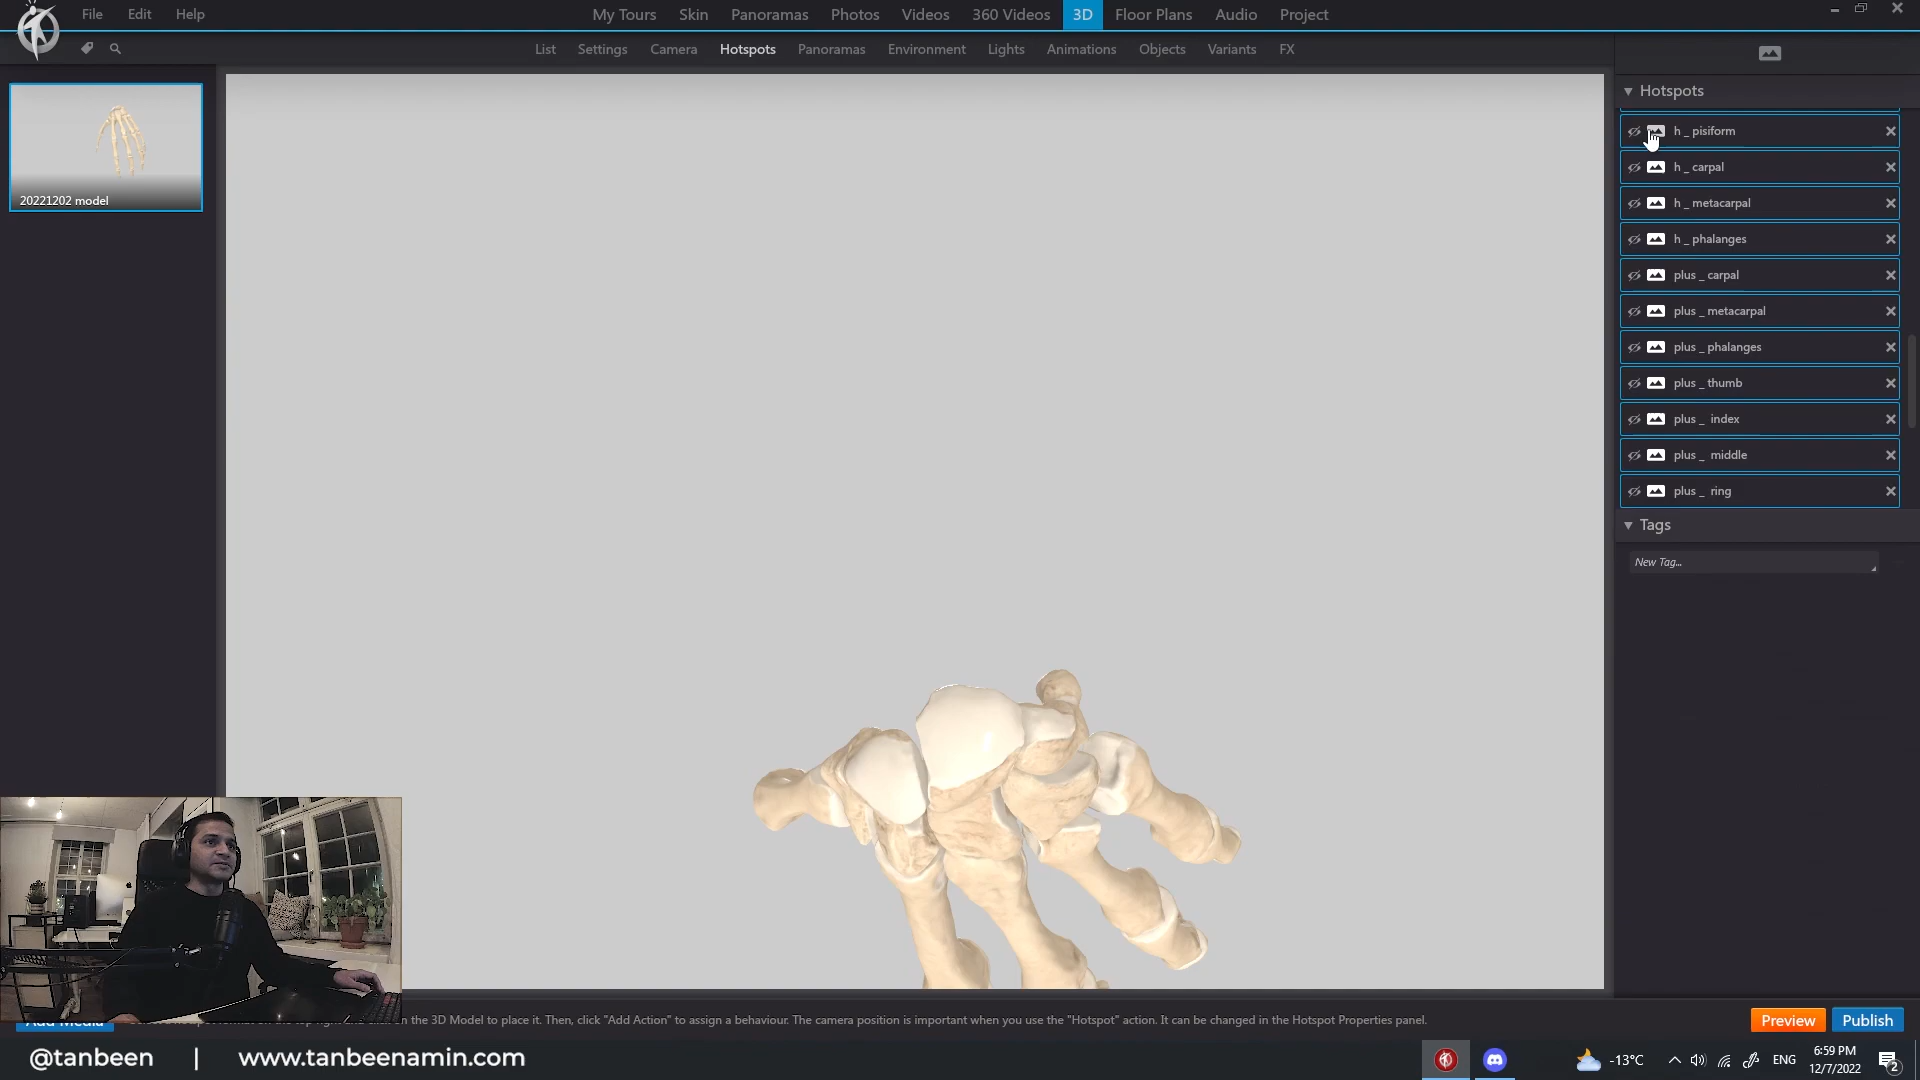 File Edit Help
My Tours Skin Panoramas Photos Videos 360 Videos 3D Floor Plans Audio Project
List Settings Camera Hotspots Panoramas Environment Lights Animations Objects Variants FX
20221202 model
Hotspots
h _ pisiform
h _ carpal
h _ metacarpal
h _ phalanges
plus _ carpal
plus _ metacarpal
plus _ phalanges
plus _ thumb
plus _ index
plus _ middle
plus _ ring
Tags
New Tag...
Add Media
the 3D Model to place it. Then, click "Add Action" to assign a behaviour. The camera position is important when you use the "Hotspot" action. It can be changed in the Hotspot Properties panel.
Preview Publish
@tanbeen | www.tanbeenamin.com
-13°C ENG 6:59 PM
12/7/2022 2